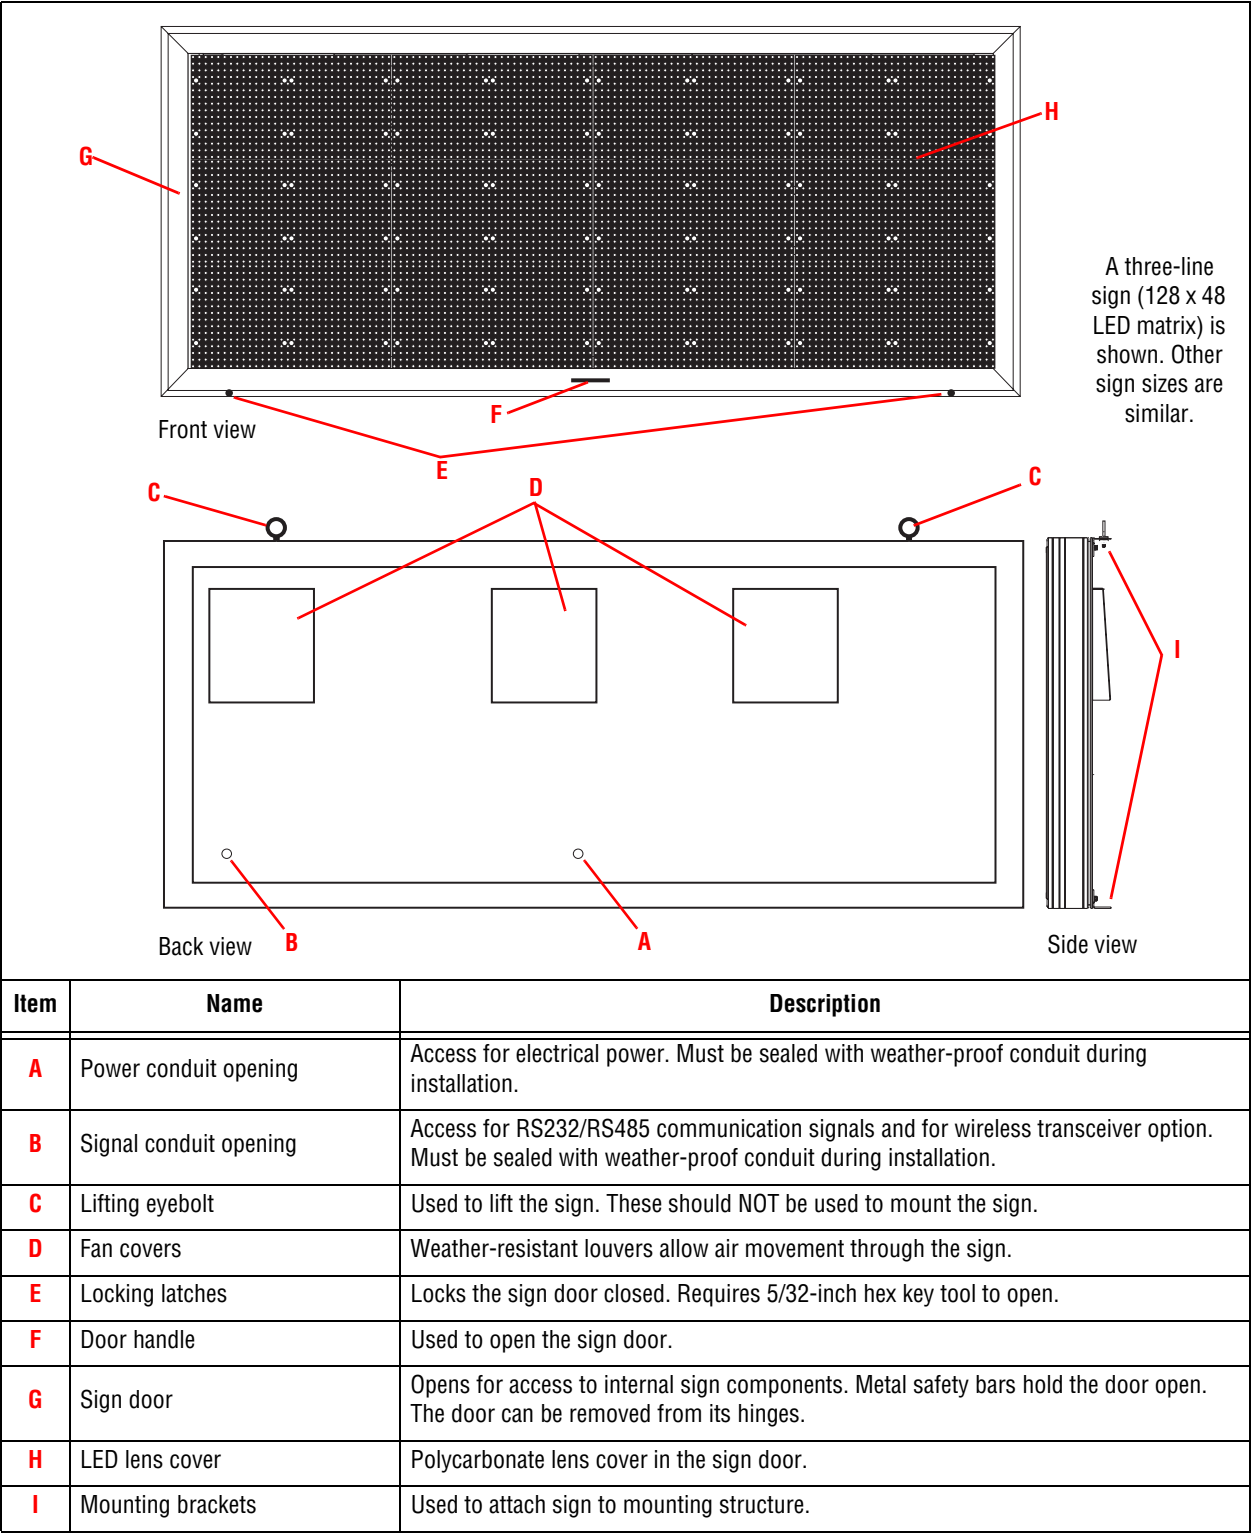 H
G
A three-line
sign (128 x 48
LED matrix) is
shown. Other
sign sizes are
similar.
F
Front view
E
C
D
C
I
Back view
B
A
Side view
Item Name Description
A Power conduit opening Access for electrical power. Must be sealed with weather-proof conduit during
installation.
B Signal conduit opening Access for RS232/RS485 communication signals and for wireless transceiver option.
Must be sealed with weather-proof conduit during installation.
C Lifting eyebolt Used to lift the sign. These should NOT be used to mount the sign.
D Fan covers Weather-resistant louvers allow air movement through the sign.
E Locking latches Locks the sign door closed. Requires 5/32-inch hex key tool to open.
F Door handle Used to open the sign door.
G Sign door Opens for access to internal sign components. Metal safety bars hold the door open.
The door can be removed from its hinges.
H LED lens cover Polycarbonate lens cover in the sign door.
I Mounting brackets Used to attach sign to mounting structure.